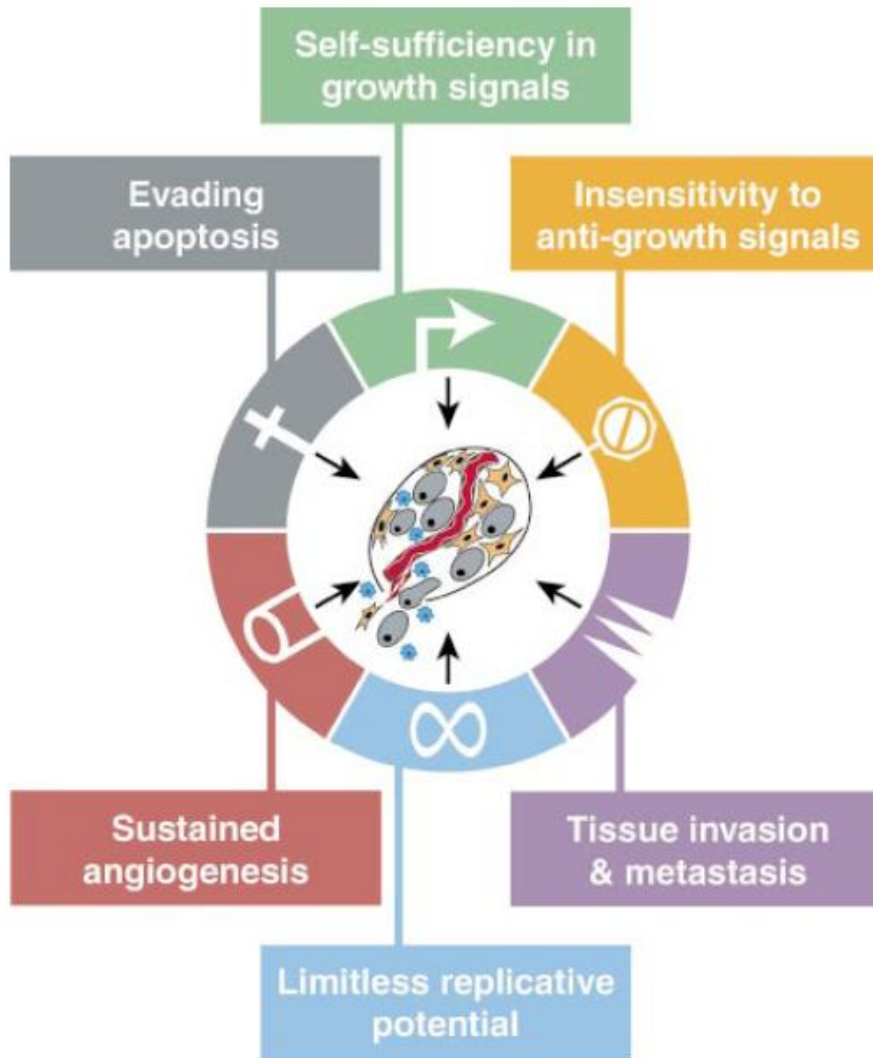 Self-sufficiency in
growth signals
Evading
apoptosis
Insensitivity to
anti-growth signals
Sustained
angiogenesis
Tissue invasion
& metastasis
Limitless replicative
potential